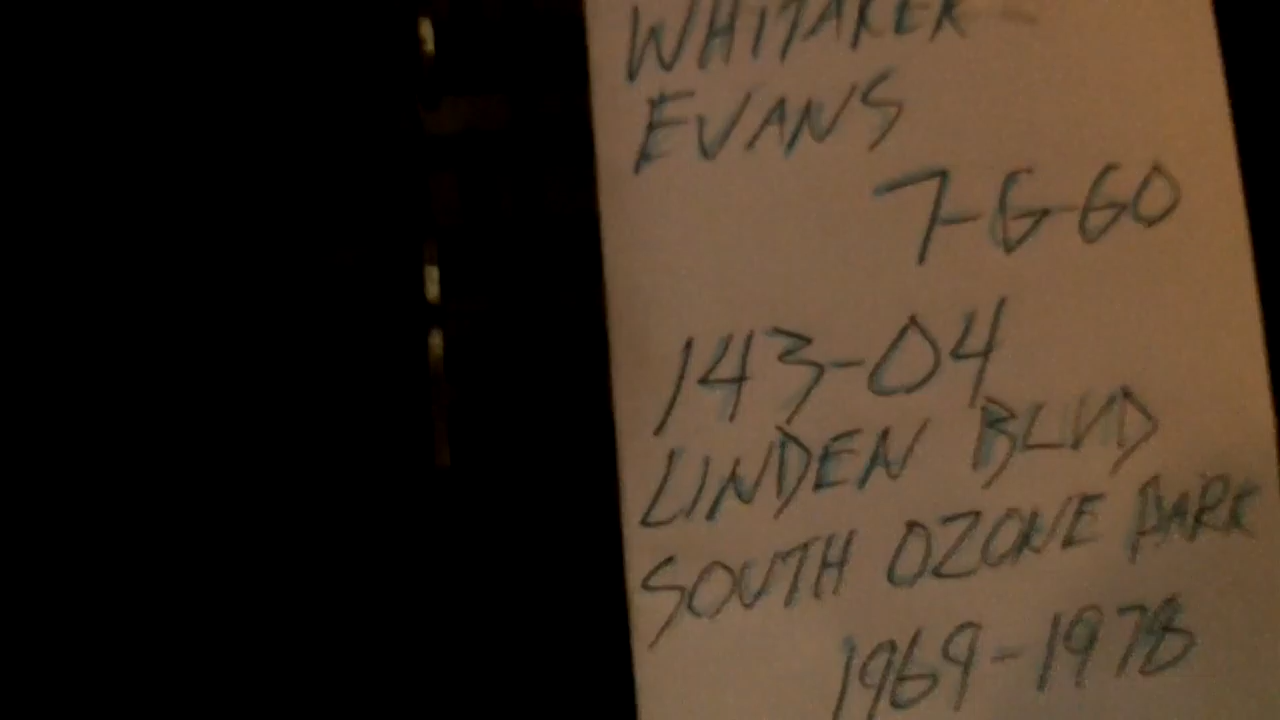 WHITAKER -
EVANS
7-6-60
143-04
LINDEN BLVD
SOUTH OZONE PARK
1969-1978